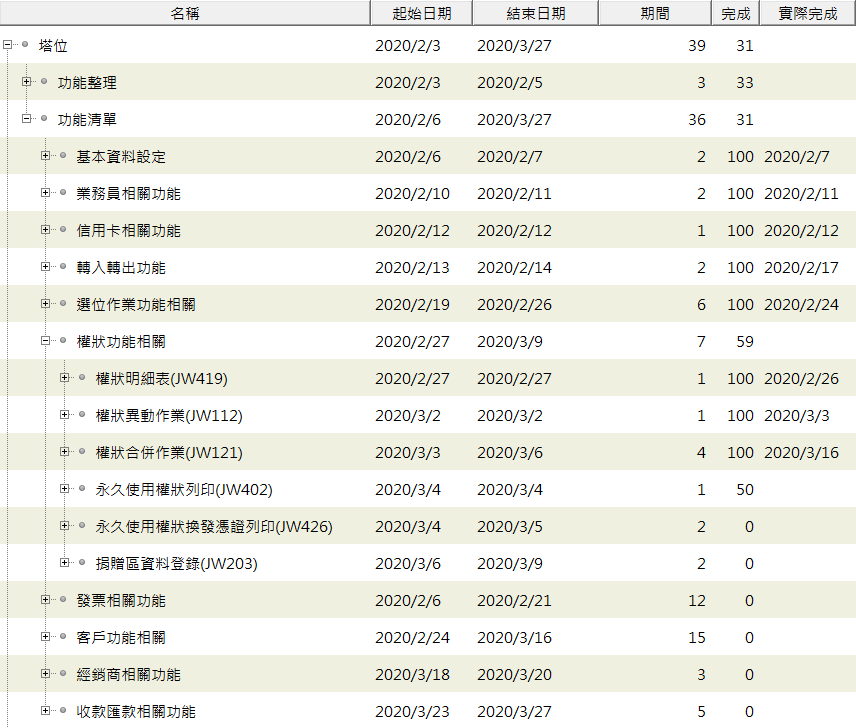 名稱 起始日期 結束日期 期間 完成 實際完成
塔位 2020/2/3 2020/3/27 39 31
功能整理 2020/2/3 2020/2/5 3 33
功能清單 2020/2/6 2020/3/27 36 31
基本資料設定 2020/2/6 2020/2/7 2 100 2020/2/7
業務員相關功能 2020/2/10 2020/2/11 2 100 2020/2/11
信用卡相關功能 2020/2/12 2020/2/12 1 100 2020/2/12
轉入轉出功能 2020/2/13 2020/2/14 2 100 2020/2/17
選位作業功能相關 2020/2/19 2020/2/26 6 100 2020/2/24
權狀功能相關 2020/2/27 2020/3/9 7 59
權狀明細表(JW419) 2020/2/27 2020/2/27 1 100 2020/2/26
權狀異動作業(JW112) 2020/3/2 2020/3/2 1 100 2020/3/3
權狀合併作業(JW121) 2020/3/3 2020/3/6 4 100 2020/3/16
永久使用權狀列印(JW402) 2020/3/4 2020/3/4 1 50
永久使用權狀換發憑證列印(JW426) 2020/3/4 2020/3/5 2 0
捐贈區資料登錄(JW203) 2020/3/6 2020/3/9 2 0
發票相關功能 2020/2/6 2020/2/21 12 0
客戶功能相關 2020/2/24 2020/3/16 15 0
經銷商相關功能 2020/3/18 2020/3/20 3 0
收款匯款相關功能 2020/3/23 2020/3/27 5 0